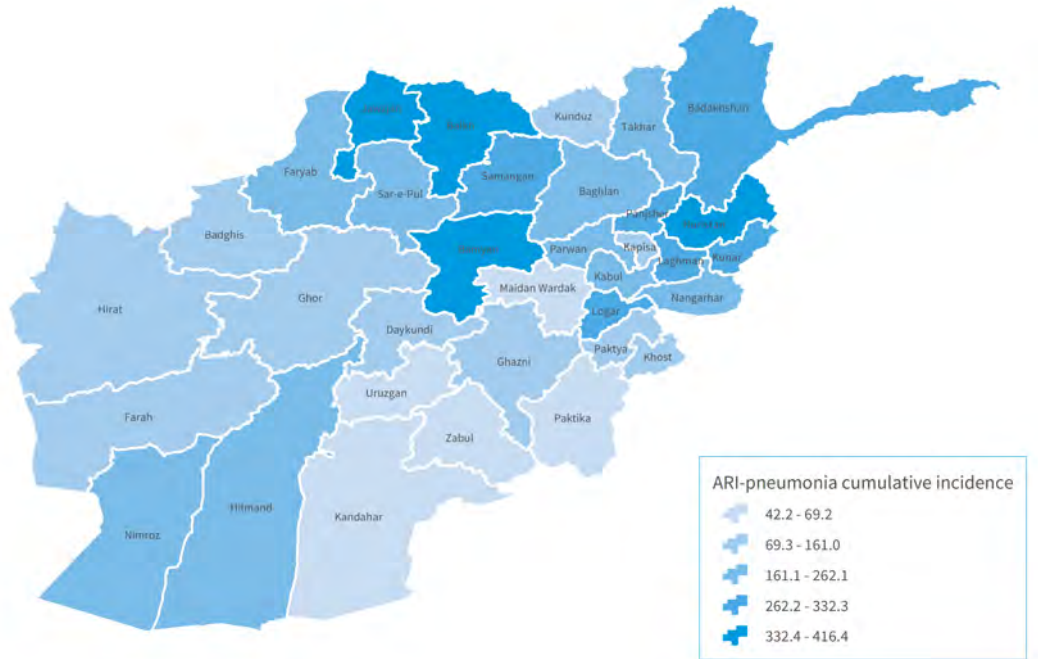 Badakhshan
Kunduz
Takhar
Balkh
Faryab
Samangan
Sar-e-Pul
Baghlan
Panjsher
Badghis
Parwan
Kapisa
Laghman
Kunar
Kabul
Maidan Wardak
Nangarhar
Hirat
Ghor
Logar
Daykundi
Paktya
Khost
Ghazni
Uruzgan
Farah
Paktika
Zabul
Hilmand
Kandahar
Nimroz
ARI-pneumonia cumulative incidence
42.2 - 69.2
69.3 - 161.0
161.1 - 262.1
262.2 - 332.3
332.4 - 416.4